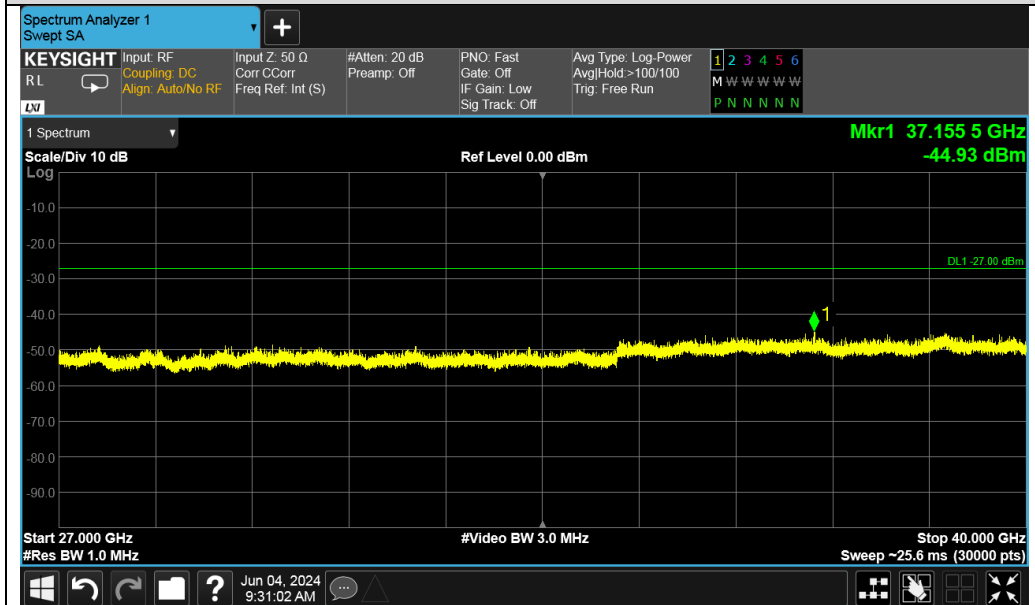 Spectrum Analyzer 1
Swept SA
+
KEYSIGHT
R L
LXI
Input: RF
Coupling: DC
Align: Auto/No RF
Input Z: 50 Ω
Corr CCorr
Freq Ref: Int (S)
#Atten: 20 dB
Preamp: Off
PNO: Fast
Gate: Off
IF Gain: Low
Sig Track: Off
Avg Type: Log-Power
Avg|Hold:>100/100
Trig: Free Run
1 2 3 4 5 6
M W W W W W
P N N N N N
1 Spectrum
Mkr1 37.155 5 GHz
-44.93 dBm
Scale/Div 10 dB
Ref Level 0.00 dBm
Log
-10.0
-20.0
DL1 -27.00 dBm
-30.0
-40.0
1
-50.0
-60.0
-70.0
-80.0
-90.0
Start 27.000 GHz
#Video BW 3.0 MHz
Stop 40.000 GHz
#Res BW 1.0 MHz
Sweep ~25.6 ms (30000 pts)
?
Jun 04, 2024
9:31:02 AM